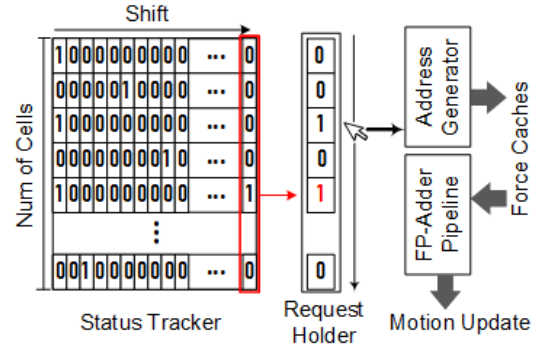 Shift
Num of Cells
1000000000 ... 0
0000010000 ... 0
1000000000 ... 0
0000000010 ... 0
1000000000 ... 1
⋮
0010000000 ... 0
Status Tracker
0
0
1
0
1
0
Request
Holder
Address
Generator
FP-Adder
Pipeline
Force Caches
Motion Update